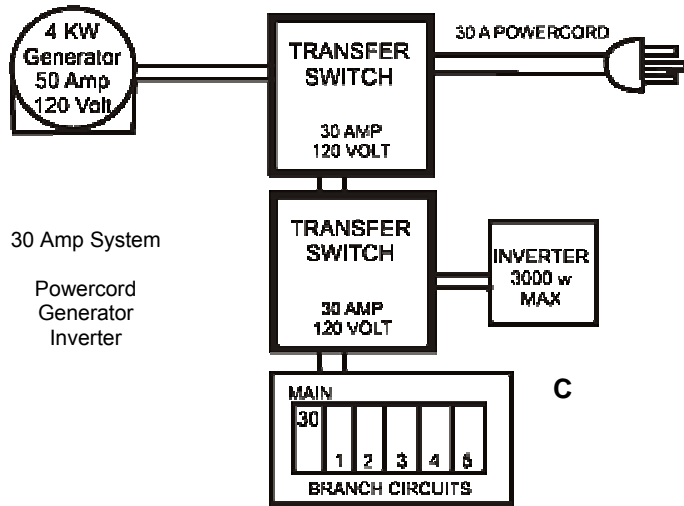 4 KW
Generator
50 Amp
120 Volt
TRANSFER
SWITCH
30 AMP
120 VOLT
30 A POWERCORD
30 Amp System
Powercord
Generator
Inverter
TRANSFER
SWITCH
30 AMP
120 VOLT
INVERTER
3000 w
MAX
C
MAIN
30
1 2 3 4 5
BRANCH CIRCUITS